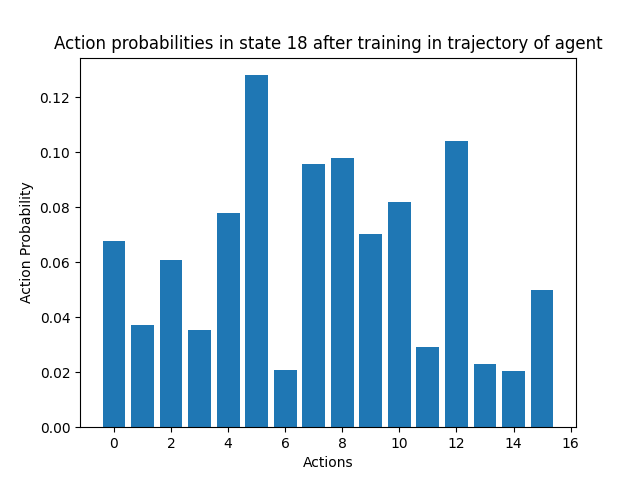 Action probabilities in state 18 after training in trajectory of agent
0.12
0.10
0.08
0.06
0.04
0.02
0.00
Action Probability
0 2 4 6 8 10 12 14 16
Actions